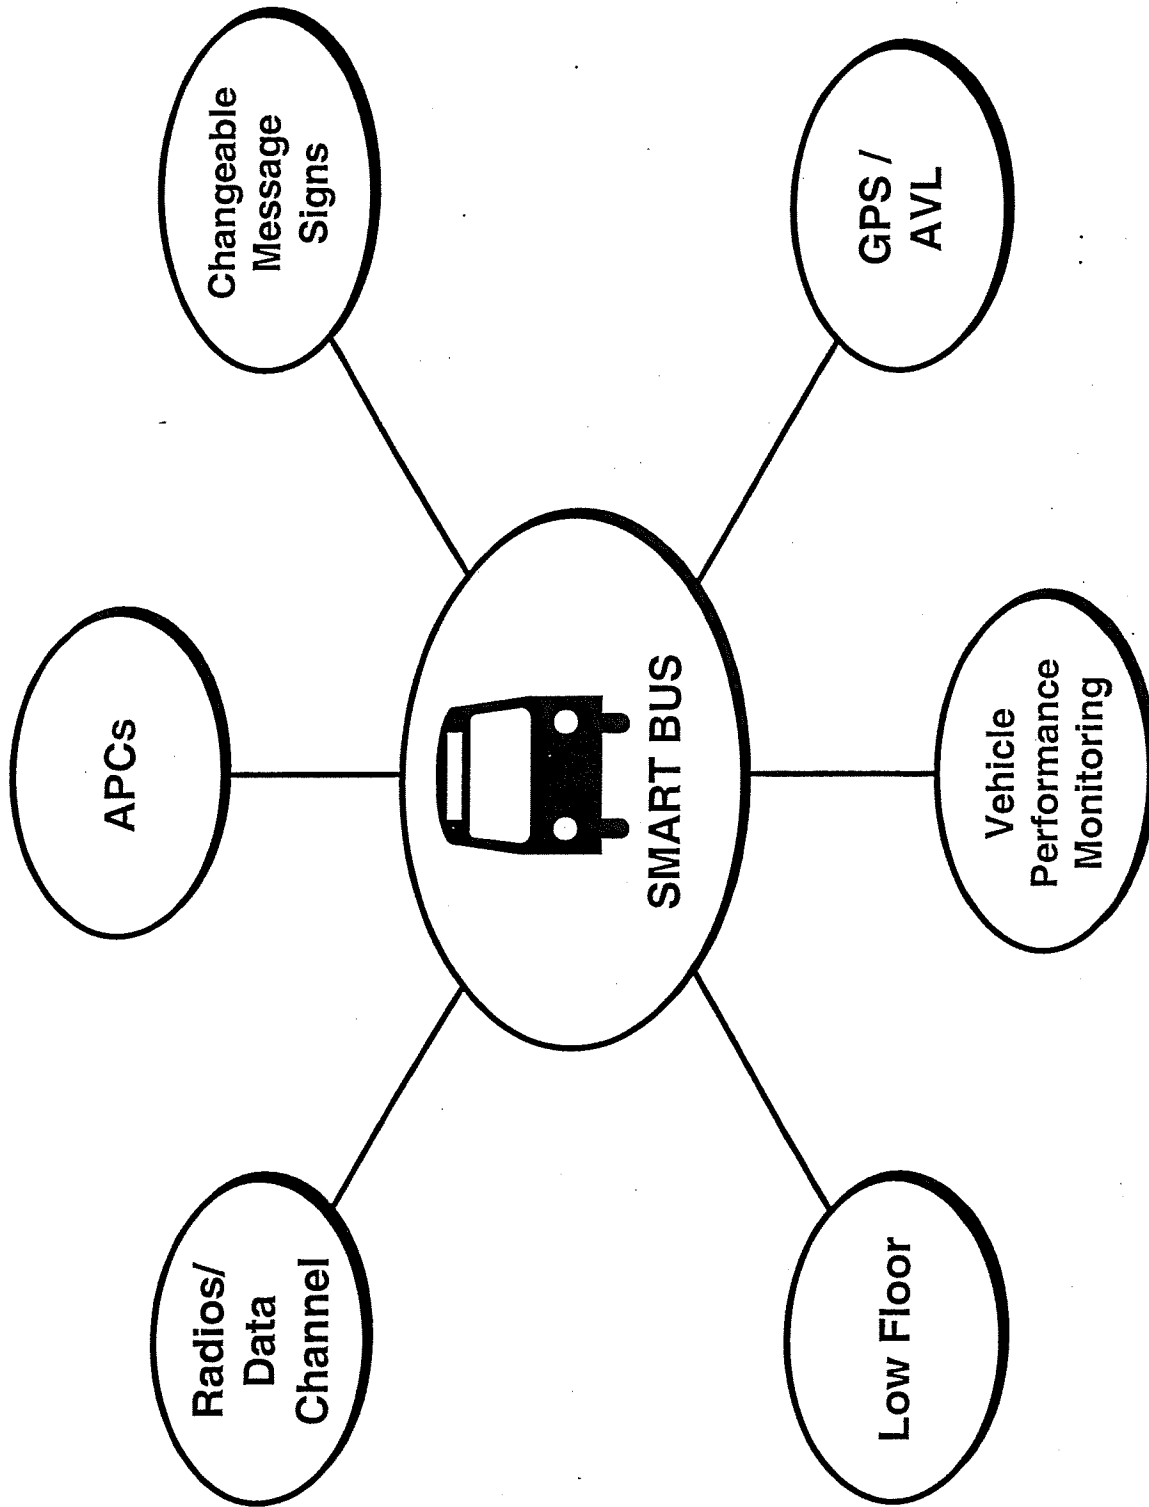 APCs
Radios/
Data
Channel
Changeable
Message
Signs
SMART BUS
Low Floor
GPS /
AVL
Vehicle
Performance
Monitoring